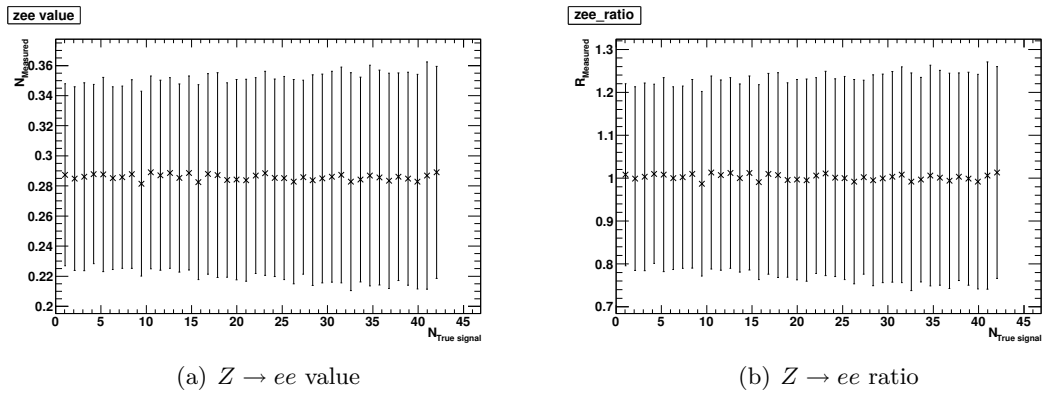 zee value
N_Measured
0.36
0.34
0.32
0.3
0.28
0.26
0.24
0.22
0.2
0 5 10 15 20 25 30 35 40 45
N_True signal
(a) Z → ee value
zee_ratio
R_Measured
1.3
1.2
1.1
1
0.9
0.8
0.7
0 5 10 15 20 25 30 35 40 45
N_True signal
(b) Z → ee ratio